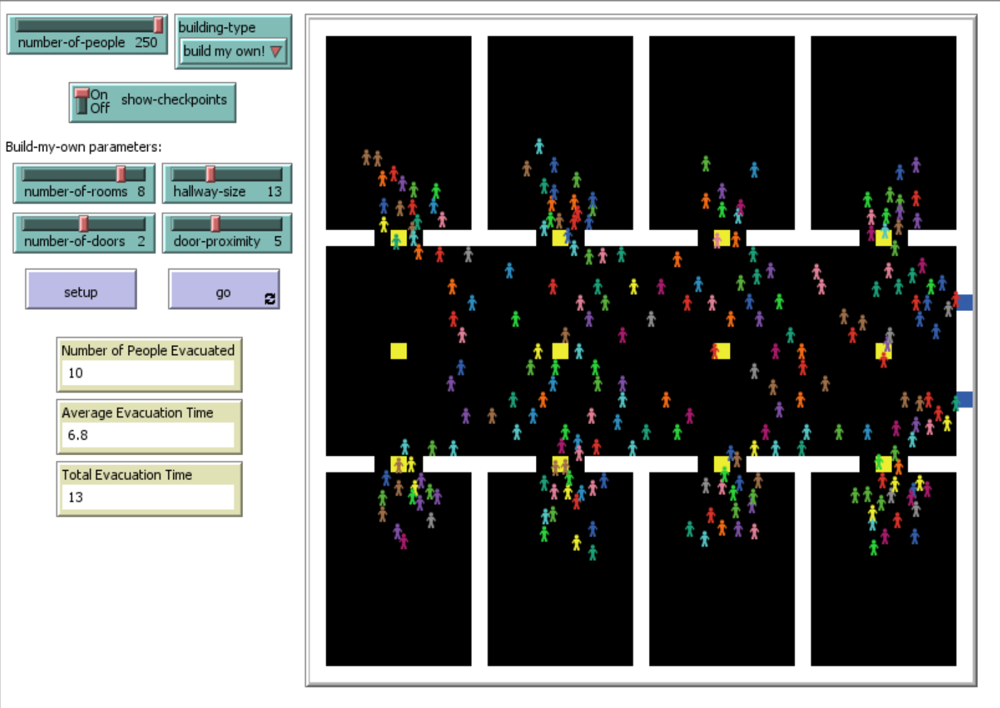 number-of-people 250
building-type
build my own!
On
Off
show-checkpoints
Build-my-own parameters:
number-of-rooms 8
hallway-size 13
number-of-doors 2
door-proximity 5
setup
go
Number of People Evacuated
10
Average Evacuation Time
6.8
Total Evacuation Time
13